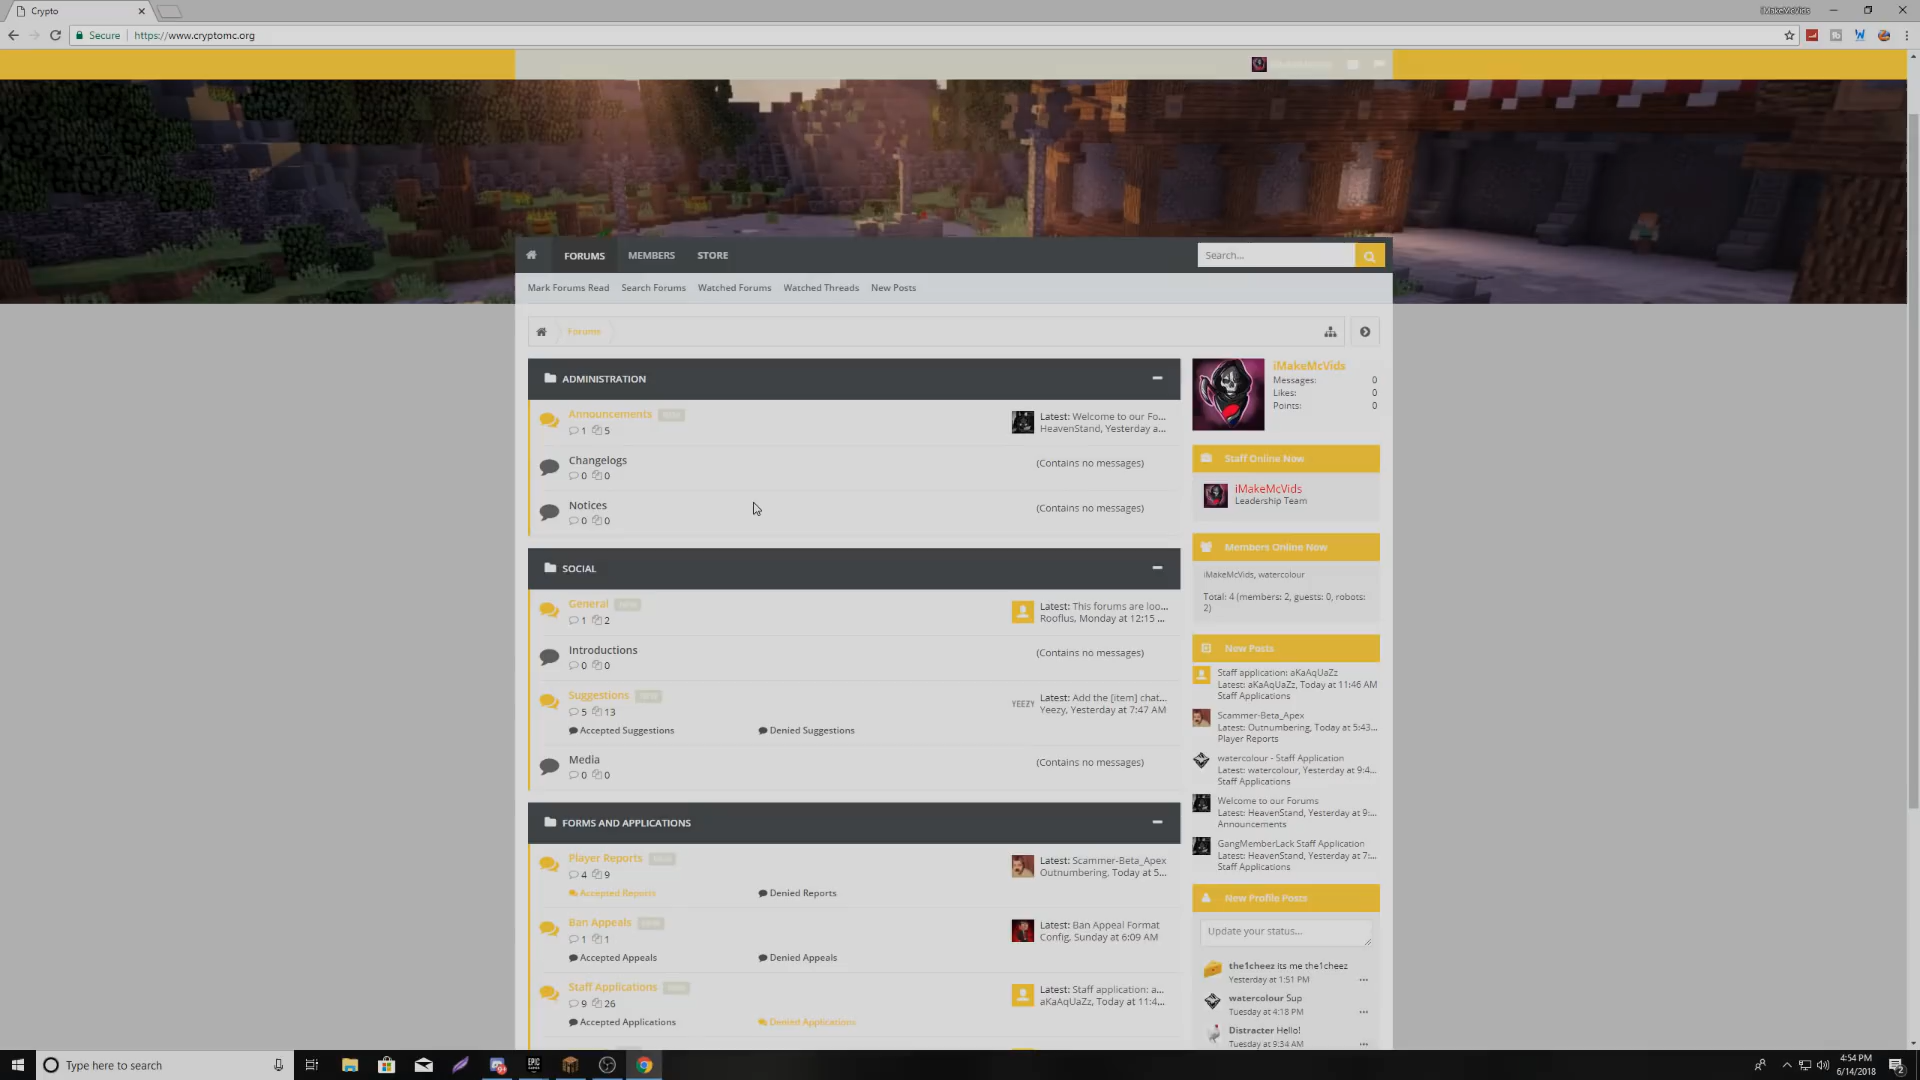 Crypto
iMakeMcVids
Secure
https://www.cryptomc.org
FORUMS
MEMBERS
STORE
Search...
Mark Forums Read
Search Forums
Watched Forums
Watched Threads
New Posts
Forums
ADMINISTRATION
Announcements
1 5
Latest: Welcome to our Fo...
HeavenStand, Yesterday a...
Changelogs
0 0
(Contains no messages)
Notices
0 0
(Contains no messages)
SOCIAL
General
1 2
Latest: This forums are loo...
Rooflus, Monday at 12:15 ...
Introductions
0 0
(Contains no messages)
Suggestions
5 13
YEEZY
Latest: Add the [item] chat...
Yeezy, Yesterday at 7:47 AM
Accepted Suggestions
Denied Suggestions
Media
0 0
(Contains no messages)
FORMS AND APPLICATIONS
Player Reports
4 9
Latest: Scammer-Beta_Apex
Outnumbering, Today at 5...
Accepted Reports
Denied Reports
Ban Appeals
1 1
Latest: Ban Appeal Format
Config, Sunday at 6:09 AM
Accepted Appeals
Denied Appeals
Staff Applications
9 26
Latest: Staff application: a...
aKaAqUaZz, Today at 11:4...
Accepted Applications
Denied Applications
iMakeMcVids
Messages: 0
Likes: 0
Points: 0
Staff Online Now
iMakeMcVids
Leadership Team
Members Online Now
iMakeMcVids, watercolour
Total: 4 (members: 2, guests: 0, robots:
2)
New Posts
Staff application: aKaAqUaZz
Latest: aKaAqUaZz, Today at 11:46 AM
Staff Applications
Scammer-Beta_Apex
Latest: Outnumbering, Today at 5:43...
Player Reports
watercolour - Staff Application
Latest: watercolour, Yesterday at 9:4...
Staff Applications
Welcome to our Forums
Latest: HeavenStand, Yesterday at 9:...
Announcements
GangMemberLack Staff Application
Latest: HeavenStand, Yesterday at 7:...
Staff Applications
New Profile Posts
Update your status...
the1cheez its me the1cheez
Yesterday at 1:51 PM
watercolour Sup
Tuesday at 4:18 PM
Distracter Hello!
Tuesday at 9:34 AM
Type here to search
EPIC
4:54 PM
6/14/2018